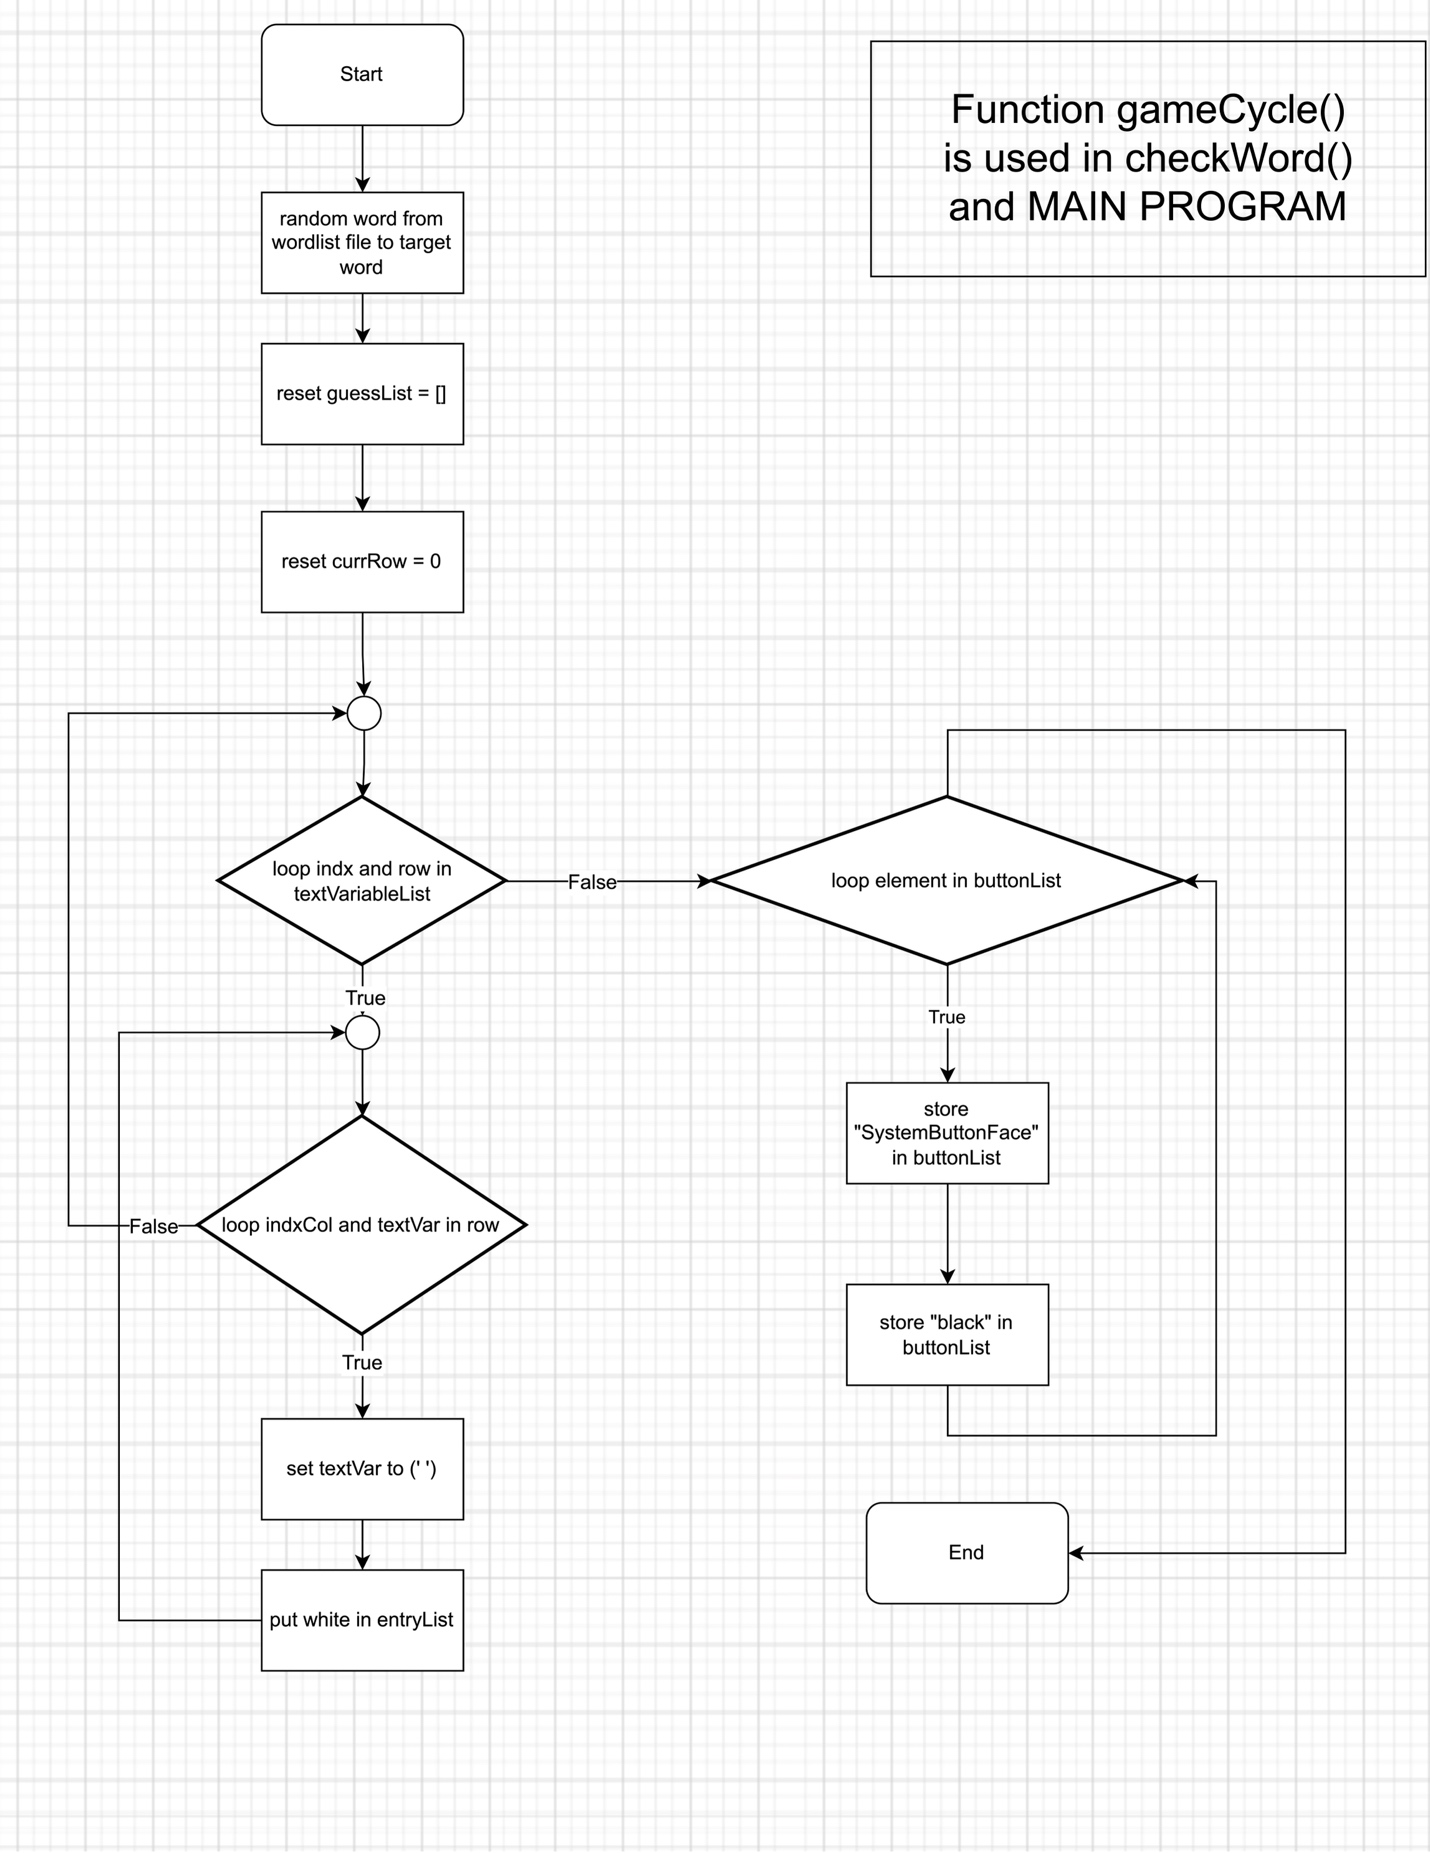 Start
Function gameCycle()
is used in checkWord()
and MAIN PROGRAM
random word from
wordlist file to target
word
reset guessList = []
reset currRow = 0
loop indx and row in
textVariableList
False
loop element in buttonList
True
True
store
"SystemButtonFace"
in buttonList
False
loop indxCol and textVar in row
store "black" in
buttonList
True
set textVar to (' ')
End
put white in entryList